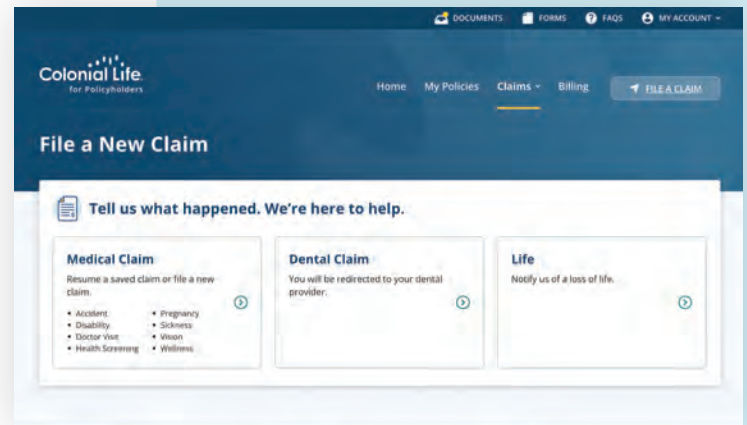 DOCUMENTS FORMS FAQS MY ACCOUNT
Colonial Life
for Policyholders
Home My Policies Claims Billing FILE A CLAIM
File a New Claim
Tell us what happened. We're here to help.
Medical Claim
Resume a saved claim or file a new
claim.
• Accident
• Disability
• Doctor Visit
• Health Screening
• Pregnancy
• Sickness
• Vision
• Wellness
Dental Claim
You will be redirected to your dental
provider.
Life
Notify us of a loss of life.